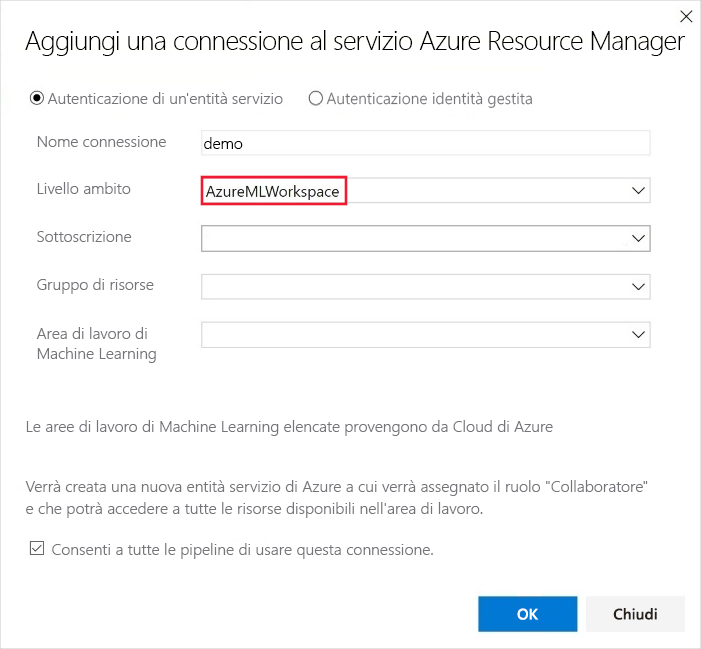 Aggiungi una connessione al servizio Azure Resource Manager
Autenticazione di un'entità servizio
Autenticazione identità gestita
Nome connessione
demo
Livello ambito
AzureMLWorkspace
Sottoscrizione
Gruppo di risorse
Area di lavoro di
Machine Learning
Le aree di lavoro di Machine Learning elencate provengono da Cloud di Azure
Verrà creata una nuova entità servizio di Azure a cui verrà assegnato il ruolo "Collaboratore"
e che potrà accedere a tutte le risorse disponibili nell'area di lavoro.
Consenti a tutte le pipeline di usare questa connessione.
OK
Chiudi